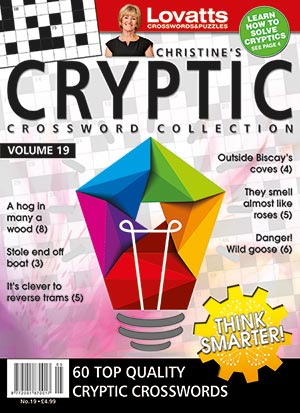 Lovatts
CROSSWORDS&PUZZLES
LEARN
HOW TO
SOLVE
CRYPTICS
SEE PAGE 4
CHRISTINE'S
CRYPTIC
CROSSWORD COLLECTION
VOLUME 19
Outside Biscay's
coves (4)
A hog in
many a
wood (8)
They smell
almost like
roses (5)
Stole end off
boat (3)
Danger!
Wild goose (6)
It's clever to
reverse trams (5)
THINK
SMARTER!
60 TOP QUALITY
CRYPTIC CROSSWORDS
No.19 • £4.99